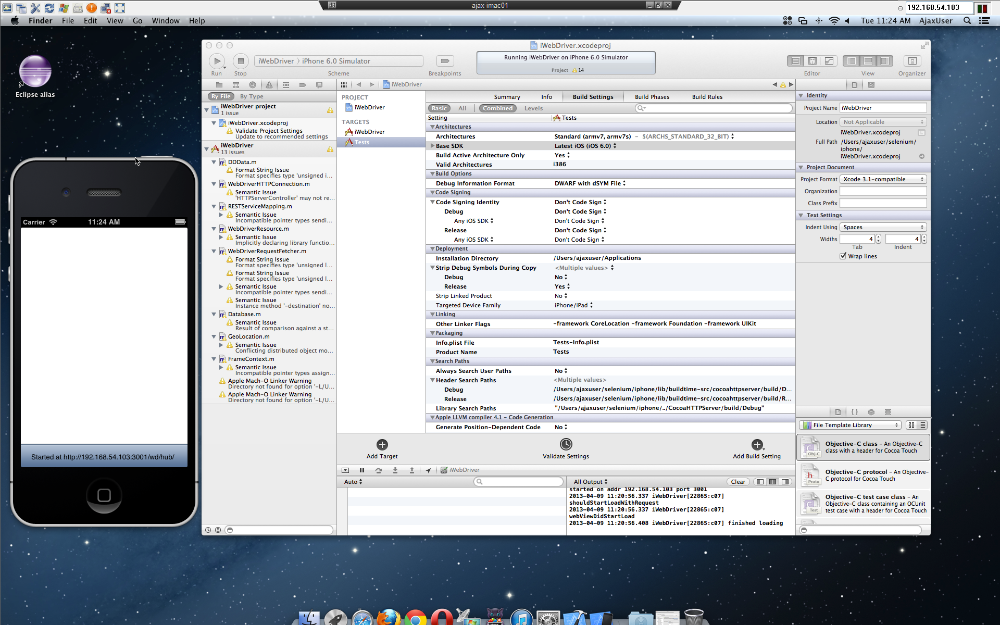 ajax-imac01
192.168.54.103
Finder File Edit View Go Window Help
Tue 11:24 AM AjaxUser
Eclipse alias
iWebDriver.xcodeproj
Run
Stop
iWebDriver 〉 iPhone 6.0 Simulator
Scheme
Breakpoints
Running iWebDriver on iPhone 6.0 Simulator
Project 14
Editor
View
Organizer
iWebDriver
By File By Type
iWebDriver project
1 issue
iWebDriver.xcodeproj
Validate Project Settings
Update to recommended settings
iWebDriver
13 issues
DDData.m
Format String Issue
Format specifies type 'unsigned i...
WebDriverHTTPConnection.m
Semantic Issue
'HTTPServerController' may not re...
RESTServiceMapping.m
Semantic Issue
Incompatible pointer types sendi...
WebDriverResource.m
Semantic Issue
Implicitly declaring library functio...
WebDriverRequestFetcher.m
Format String Issue
Format specifies type 'unsigned l...
Format String Issue
Format specifies type 'unsigned l...
Semantic Issue
Incompatible pointer types sendi...
Semantic Issue
Instance method '-destination' no...
Database.m
Semantic Issue
Result of comparison against a st...
GeoLocation.m
Semantic Issue
Conflicting distributed object mo...
FrameContext.m
Semantic Issue
Incompatible pointer types assign...
Apple Mach-O Linker Warning
Directory not found for option '-L/U...
Apple Mach-O Linker Warning
Directory not found for option '-L/U...
PROJECT
iWebDriver
TARGETS
iWebDriver
Tests
Summary Info Build Settings Build Phases Build Rules
Basic All Combined Levels
Setting Tests
Architectures
Architectures Standard (armv7, armv7s) – $(ARCHS_STANDARD_32_BIT)
Base SDK Latest iOS (iOS 6.0)
Build Active Architecture Only Yes
Valid Architectures i386
Build Options
Debug Information Format DWARF with dSYM File
Code Signing
Code Signing Identity Don't Code Sign
Debug Don't Code Sign
Any iOS SDK Don't Code Sign
Release Don't Code Sign
Any iOS SDK Don't Code Sign
Deployment
Installation Directory /Users/ajaxuser/Applications
Strip Debug Symbols During Copy <Multiple values>
Debug No
Release Yes
Strip Linked Product No
Targeted Device Family iPhone/iPad
Linking
Other Linker Flags -framework CoreLocation -framework Foundation -framework UIKit
Packaging
Info.plist File Tests-Info.plist
Product Name Tests
Search Paths
Always Search User Paths No
Header Search Paths <Multiple values>
Debug /Users/ajaxuser/selenium/iphone/lib/buildtime-src/cocoahttpserver/build/D...
Release /Users/ajaxuser/selenium/iphone/lib/buildtime-src/cocoahttpserver/build/R...
Library Search Paths "/Users/ajaxuser/selenium/iphone/../CocoaHTTPServer/build/Debug"
Apple LLVM compiler 4.1 - Code Generation
Generate Position-Dependent Code No
Add Target
Validate Settings
Add Build Setting
iWebDriver
Auto
All Output
Clear
started on addr 192.168.54.103 port 3001
2013-04-09 11:20:56.337 iWebDriver[22865:c07]
shouldStartLoadWithRequest
2013-04-09 11:20:56.337 iWebDriver[22865:c07]
webViewDidStartLoad
2013-04-09 11:20:56.408 iWebDriver[22865:c07] finished loading
Identity
Project Name iWebDriver
Location Not Applicable
iWebDriver.xcodeproj
Full Path /Users/ajaxuser/selenium/
iphone/
iWebDriver.xcodeproj
Project Document
Project Format Xcode 3.1-compatible
Organization
Class Prefix
Text Settings
Indent Using Spaces
Widths 4 4
Tab Indent
Wrap lines
File Template Library
Obj-C
Objective-C class – An Objective-C
class with a header for Cocoa Touch
h
Proto
Objective-C protocol – An Objective-
C protocol for Cocoa Touch
Test
Objective-C test case class – An
Objective-C class containing an OCUnit
test case with a header for Cocoa Touch
Carrier 11:24 AM
Started at http://192.168.54.103:3001/wd/hub/